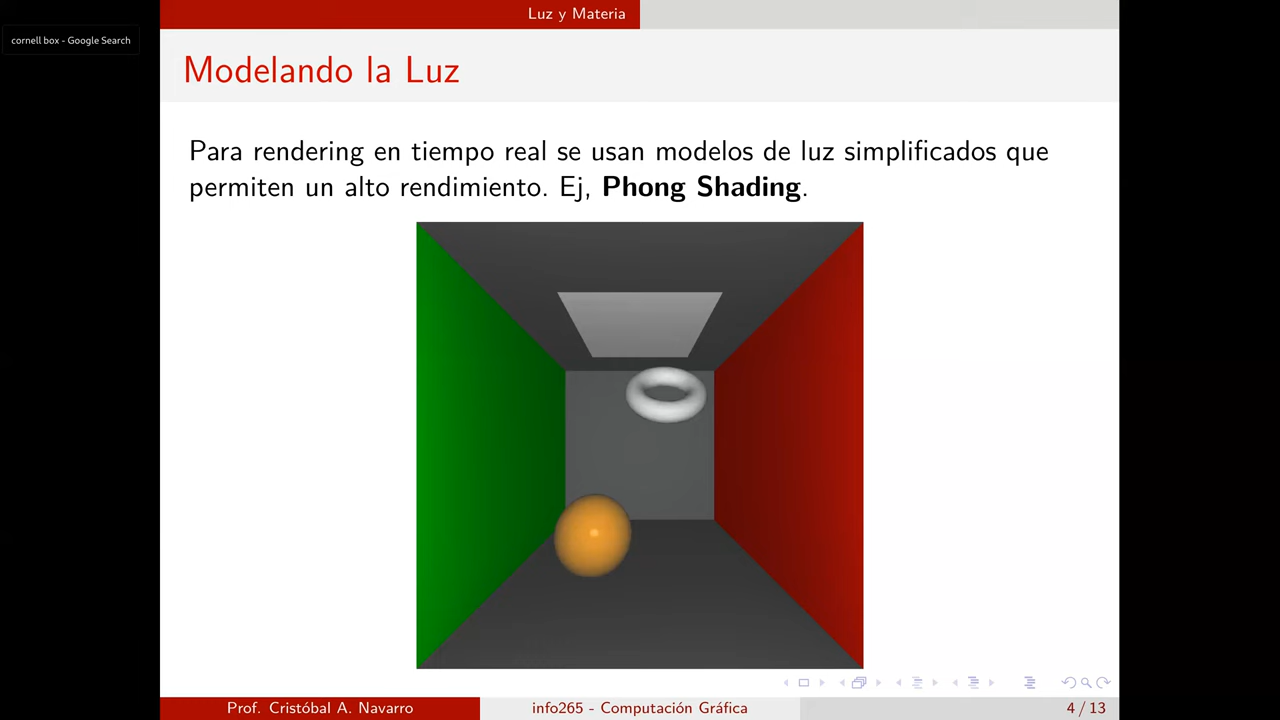 Luz y Materia
cornell box - Google Search
Modelando la Luz
Para rendering en tiempo real se usan modelos de luz simplificados que
permiten un alto rendimiento. Ej, Phong Shading.
Prof. Cristóbal A. Navarro
info265 - Computación Gráfica
4 / 13